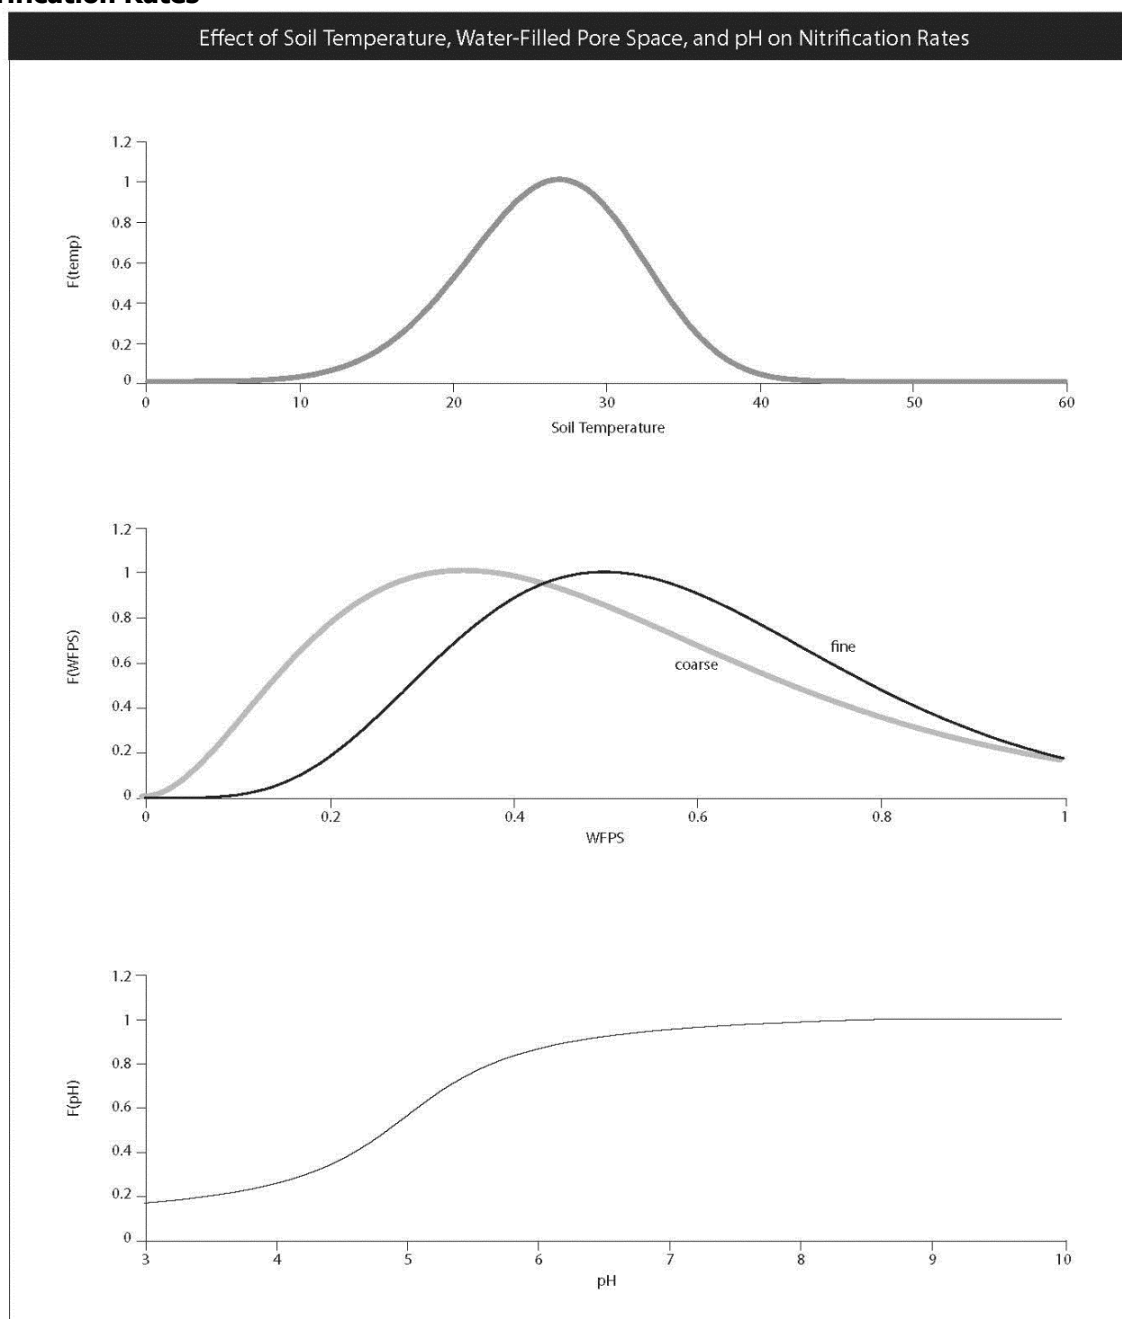 Effect of Soil Temperature, Water-Filled Pore Space, and pH on Nitrification Rates
1.2
1
0.8
0.6
0.4
0.2
0
F(temp)
0 10 20 30 40 50 60
Soil Temperature
1.2
1
0.8
0.6
0.4
0.2
0
F(WFPS)
fine
coarse
0 0.2 0.4 0.6 0.8 1
WFPS
1.2
1
0.8
0.6
0.4
0.2
0
F(pH)
3 4 5 6 7 8 9 10
pH